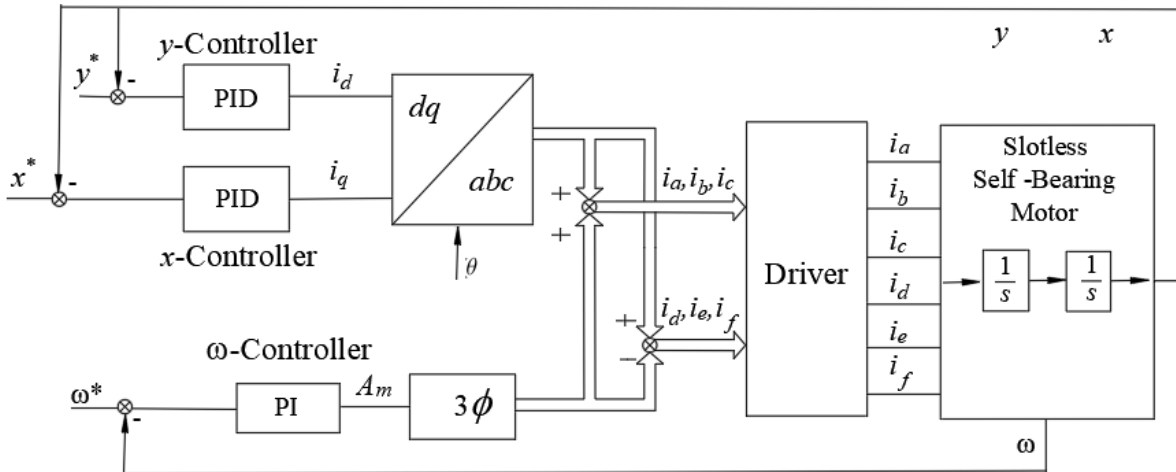 y x
y-Controller
y*
-
PID
i_d
dq
abc
x*
-
PID
i_q
x-Controller
θ
+
+
i_a, i_b, i_c
+
−
i_d, i_e, i_f
Driver
i_a
i_b
i_c
i_d
i_e
i_f
Slotless
Self -Bearing
Motor
1/s
1/s
ω-Controller
ω*
-
PI
A_m
3ϕ
ω